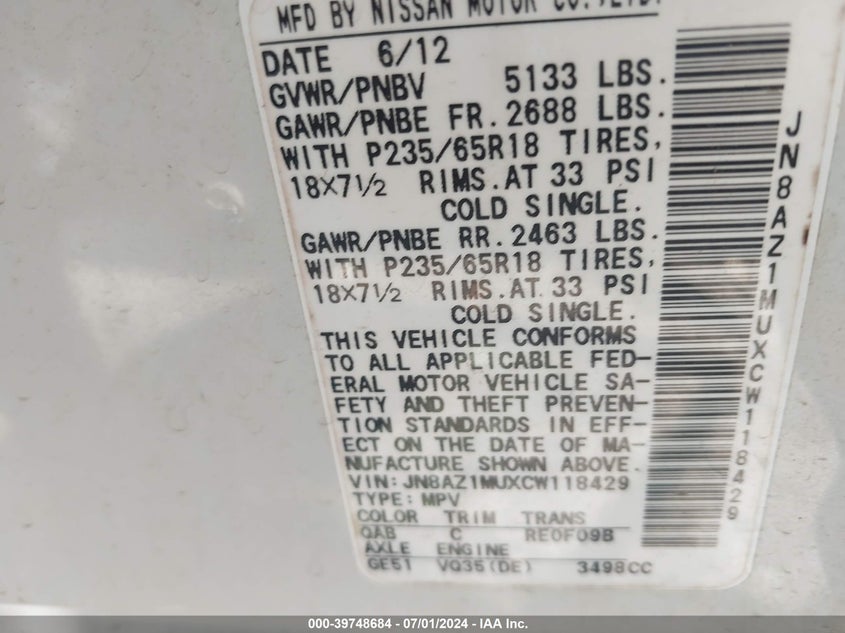 MFD BY NISSAN MOTOR CO.,LTD.
DATE 6/12
GVWR/PNBV 5133 LBS.
GAWR/PNBE FR. 2688 LBS.
WITH P235/65R18 TIRES,
18X7½ RIMS. AT 33 PSI
COLD SINGLE.
GAWR/PNBE RR. 2463 LBS.
WITH P235/65R18 TIRES,
18X7½ RIMS. AT 33 PSI
COLD SINGLE.
THIS VEHICLE CONFORMS
TO ALL APPLICABLE FED-
ERAL MOTOR VEHICLE SA-
FETY AND THEFT PREVEN-
TION STANDARDS IN EFF-
ECT ON THE DATE OF MA-
NUFACTURE SHOWN ABOVE.
VIN: JN8AZ1MUXCW118429
TYPE: MPV
COLOR TRIM TRANS
QAB C RE0F09B
AXLE ENGINE
GE51 VQ35(DE) 3498CC
JN8AZ1MUXCW118429
000-39748684 - 07/01/2024 - IAA Inc.